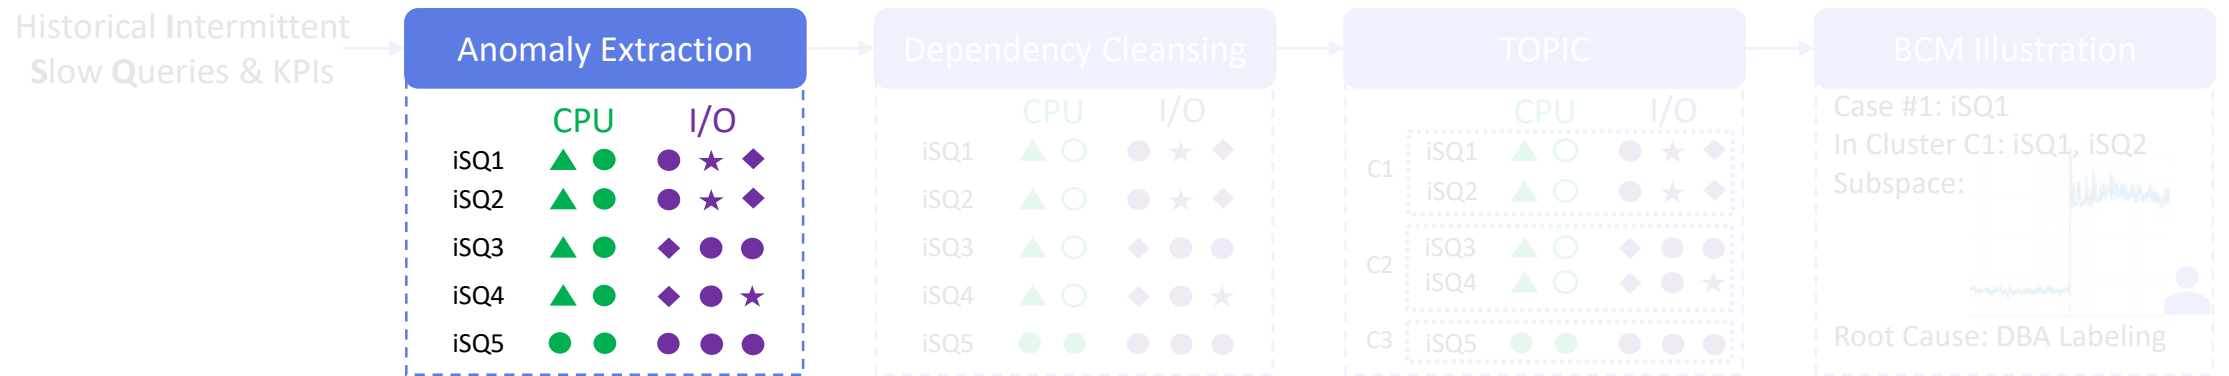 Historical Intermittent
Slow Queries & KPIs
Anomaly Extraction
CPU I/O
iSQ1
iSQ2
iSQ3
iSQ4
iSQ5
Dependency Cleansing
CPU I/O
iSQ1
iSQ2
iSQ3
iSQ4
iSQ5
TOPIC
CPU I/O
C1
iSQ1
iSQ2
C2
iSQ3
iSQ4
C3
iSQ5
BCM Illustration
Case #1: iSQ1
In Cluster C1: iSQ1, iSQ2
Subspace:
Root Cause: DBA Labeling